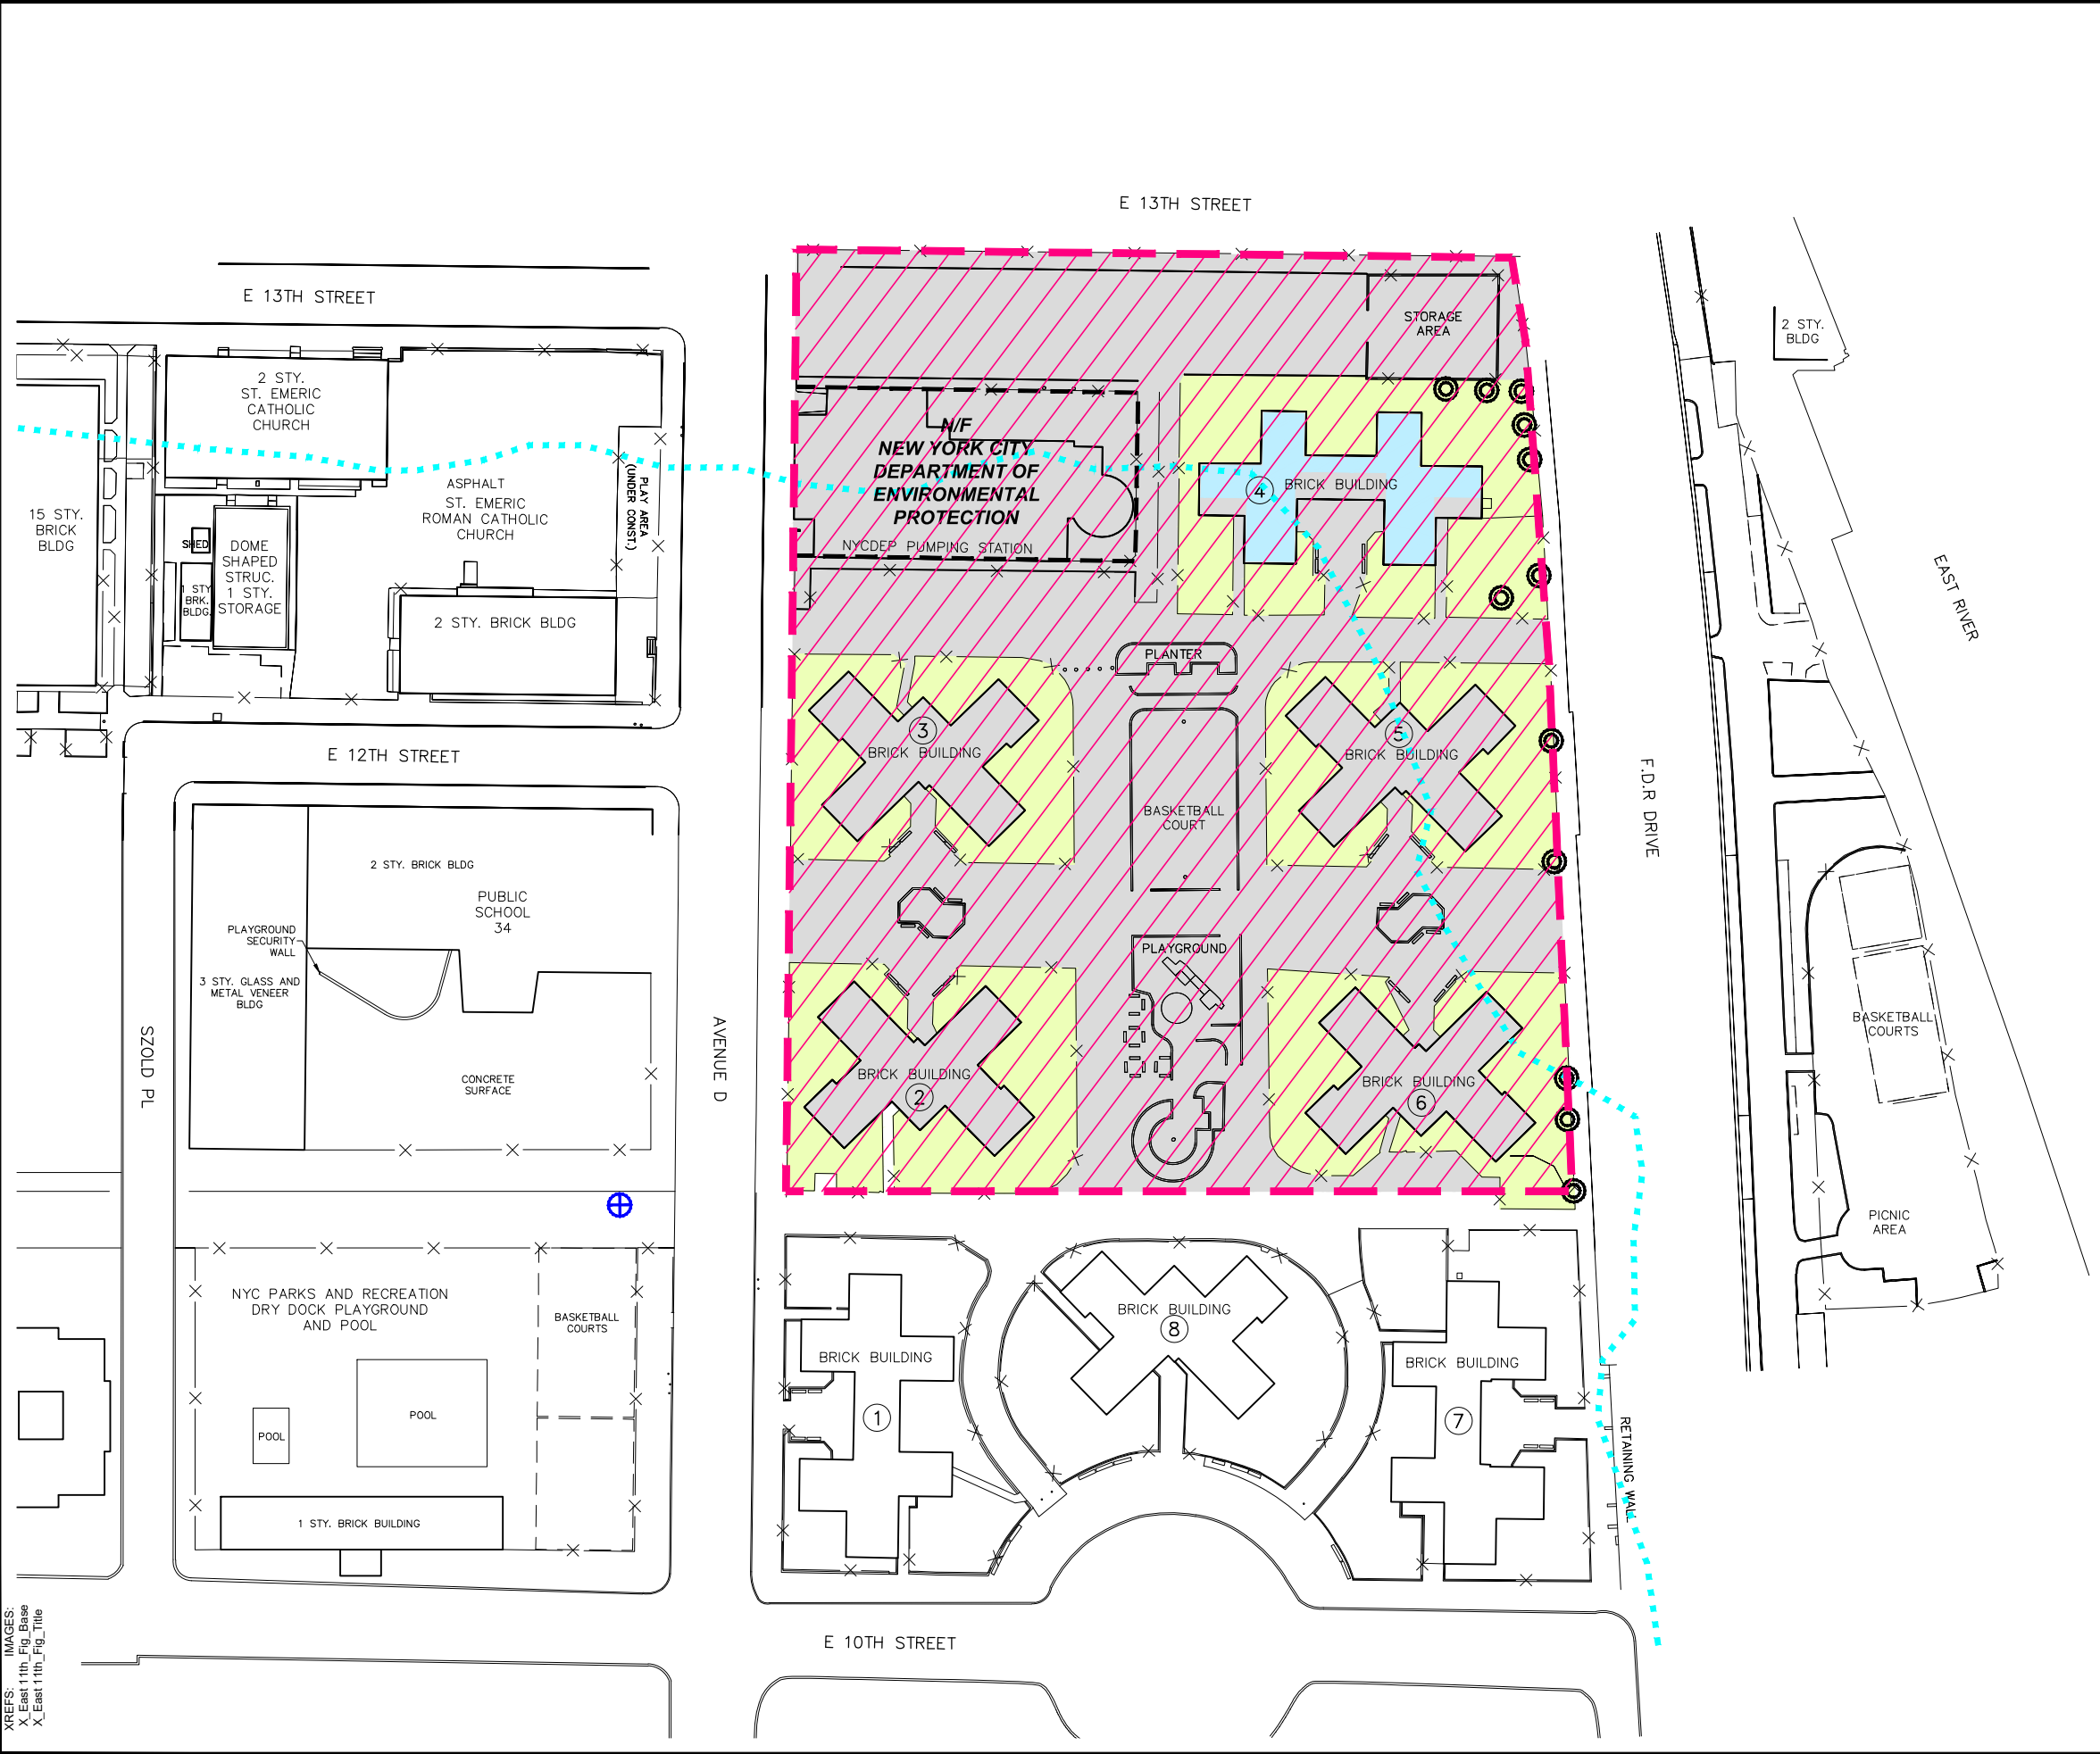 E 13TH STREET
E 13TH STREET
STORAGE
AREA
2 STY.
BLDG
2 STY.
ST. EMERIC
CATHOLIC
CHURCH
N/F
NEW YORK CITY
DEPARTMENT OF
ENVIRONMENTAL
PROTECTION
NYCDEP PUMPING STATION
4
BRICK BUILDING
ASPHALT
ST. EMERIC
ROMAN CATHOLIC
CHURCH
PLAY AREA
(UNDER CONST.)
15 STY.
BRICK
BLDG
SHED
DOME
SHAPED
STRUC.
1 STY.
STORAGE
1 STY
BRK.
BLDG.
2 STY. BRICK BLDG
EAST RIVER
PLANTER
3
BRICK BUILDING
5
BRICK BUILDING
E 12TH STREET
F.D.R DRIVE
BASKETBALL
COURT
2 STY. BRICK BLDG
PUBLIC
SCHOOL
34
PLAYGROUND
SECURITY
WALL
3 STY. GLASS AND
METAL VENEER
BLDG
PLAYGROUND
BASKETBALL
COURTS
SZOLD PL
AVENUE D
CONCRETE
SURFACE
BRICK BUILDING
2
BRICK BUILDING
6
PICNIC
AREA
NYC PARKS AND RECREATION
DRY DOCK PLAYGROUND
AND POOL
BASKETBALL
COURTS
BRICK BUILDING
8
BRICK BUILDING
1
BRICK BUILDING
7
POOL
POOL
RETAINING WALL
1 STY. BRICK BUILDING
E 10TH STREET
XREFS: IMAGES:
X_East 11th_Fig_Base
X_East 11th_Fig_Title